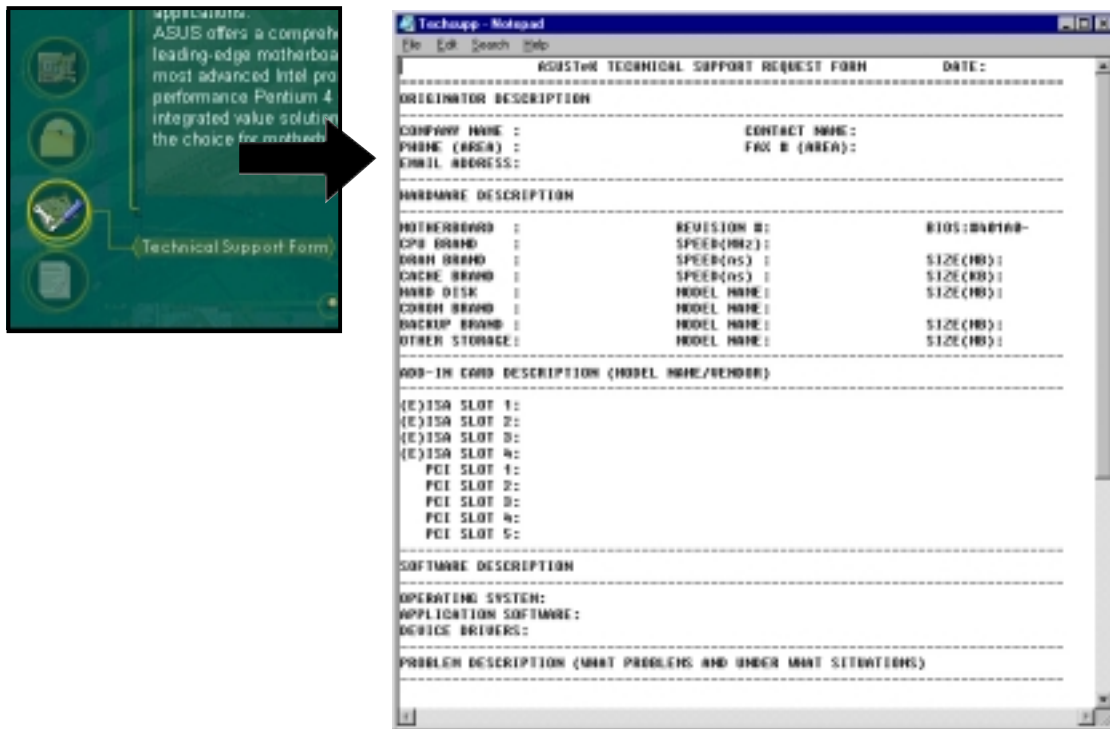 applications.
ASUS offers a compreh
leading-edge motherboa
most advanced Intel pro
performance Pentium 4
integrated value solution
the choice for motherb
Technical Support Form
Techsupp - Notepad
File Edit Search Help
ASUSTeK TECHNICAL SUPPORT REQUEST FORM DATE:
ORIGINATOR DESCRIPTION
COMPANY NAME : CONTACT NAME:
PHONE (AREA) : FAX # (AREA):
EMAIL ADDRESS:
HARDWARE DESCRIPTION
MOTHERBOARD : REVISION #: BIOS:#401A0-
CPU BRAND : SPEED(MHz):
DRAM BRAND : SPEED(ns) : SIZE(MB):
CACHE BRAND : SPEED(ns) : SIZE(KB):
HARD DISK : MODEL NAME: SIZE(MB):
CDROM BRAND : MODEL NAME:
BACKUP BRAND : MODEL NAME: SIZE(MB):
OTHER STORAGE: MODEL NAME: SIZE(MB):
ADD-IN CARD DESCRIPTION (MODEL NAME/VENDOR)
(E)ISA SLOT 1:
(E)ISA SLOT 2:
(E)ISA SLOT 3:
(E)ISA SLOT 4:
PCI SLOT 1:
PCI SLOT 2:
PCI SLOT 3:
PCI SLOT 4:
PCI SLOT 5:
SOFTWARE DESCRIPTION
OPERATING SYSTEM:
APPLICATION SOFTWARE:
DEVICE DRIVERS:
PROBLEM DESCRIPTION (WHAT PROBLEMS AND UNDER WHAT SITUATIONS)